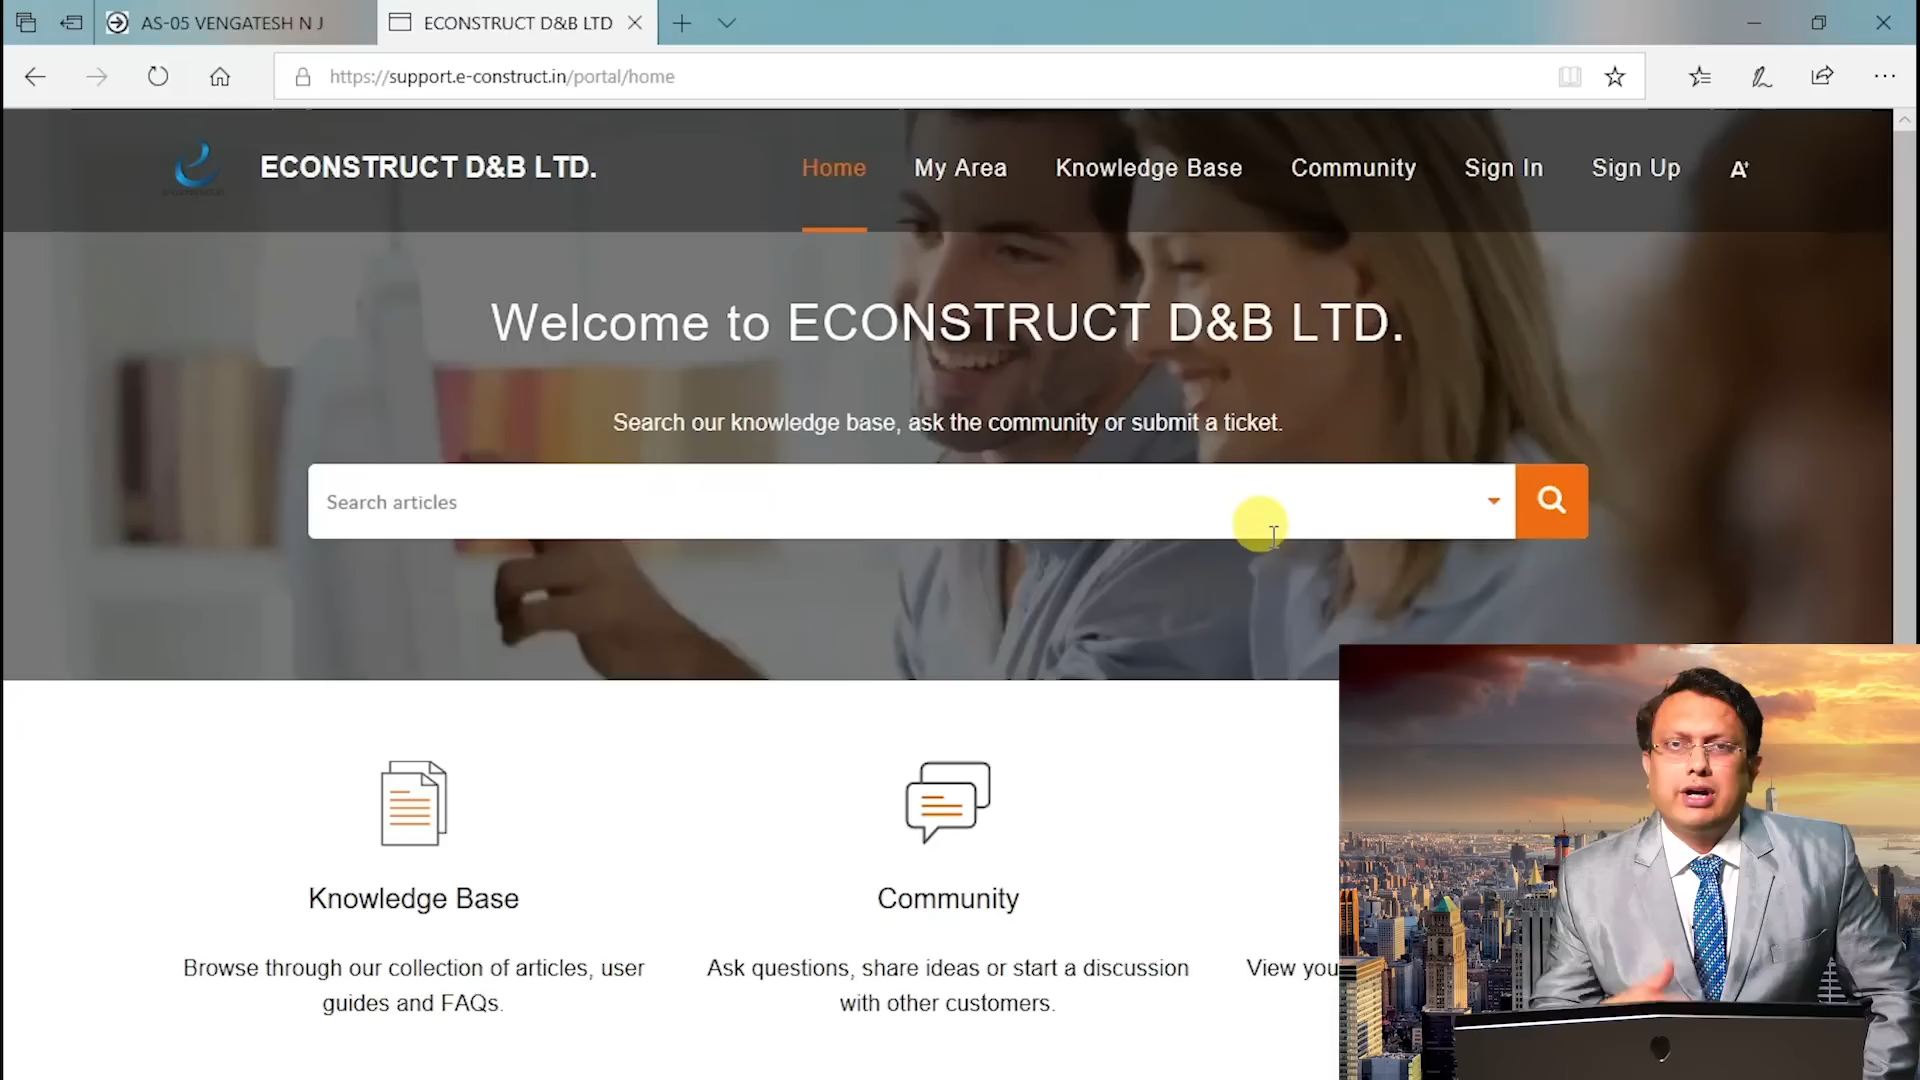 AS-05 VENGATESH N J
ECONSTRUCT D&B LTD
https://support.e-construct.in/portal/home
ECONSTRUCT D&B LTD.
Home
My Area
Knowledge Base
Community
Sign In
Sign Up
A+
Welcome to ECONSTRUCT D&B LTD.
Search our knowledge base, ask the community or submit a ticket.
Search articles
Knowledge Base
Browse through our collection of articles, user
guides and FAQs.
Community
Ask questions, share ideas or start a discussion
with other customers.
View you